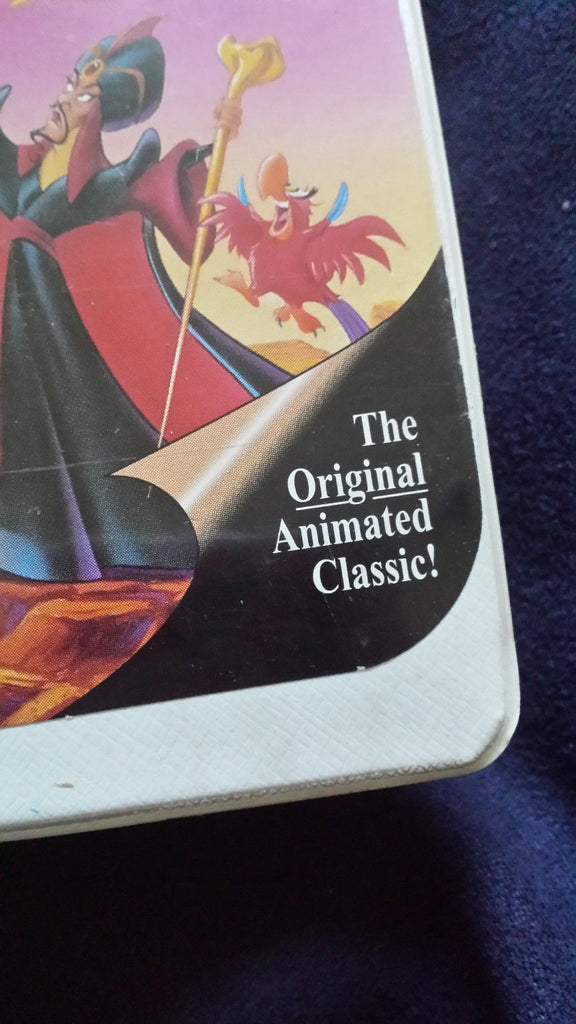 The
Original
Animated
Classic!